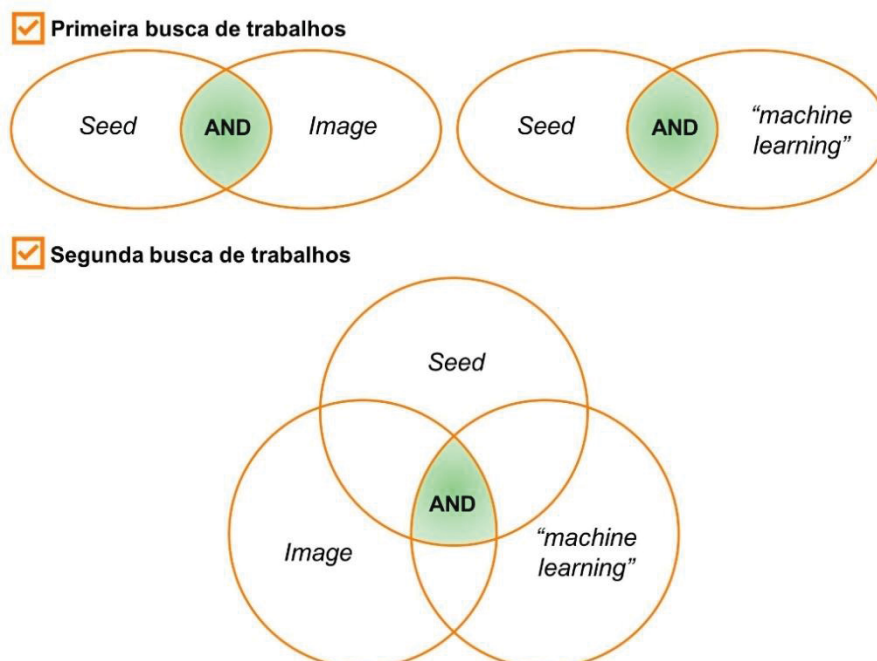 Primeira busca de trabalhos
Seed AND Image
Seed AND “machine learning”
Segunda busca de trabalhos
Seed
AND
Image
“machine
learning”